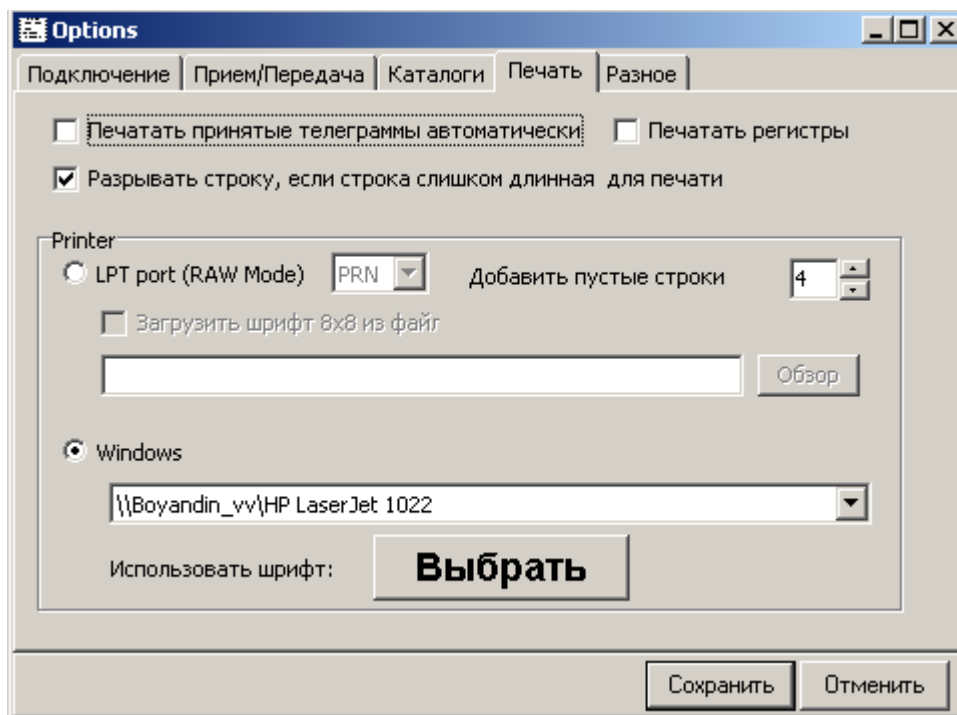 Options
Подключение Прием/Передача Каталоги Печать Разное
Печатать принятые телеграммы автоматически Печатать регистры
Разрывать строку, если строка слишком длинная для печати
Printer
LPT port (RAW Mode) PRN Добавить пустые строки 4
Загрузить шрифт 8x8 из файл
Обзор
Windows
\\Boyandin_vv\HP LaserJet 1022
Использовать шрифт: Выбрать
Сохранить Отменить